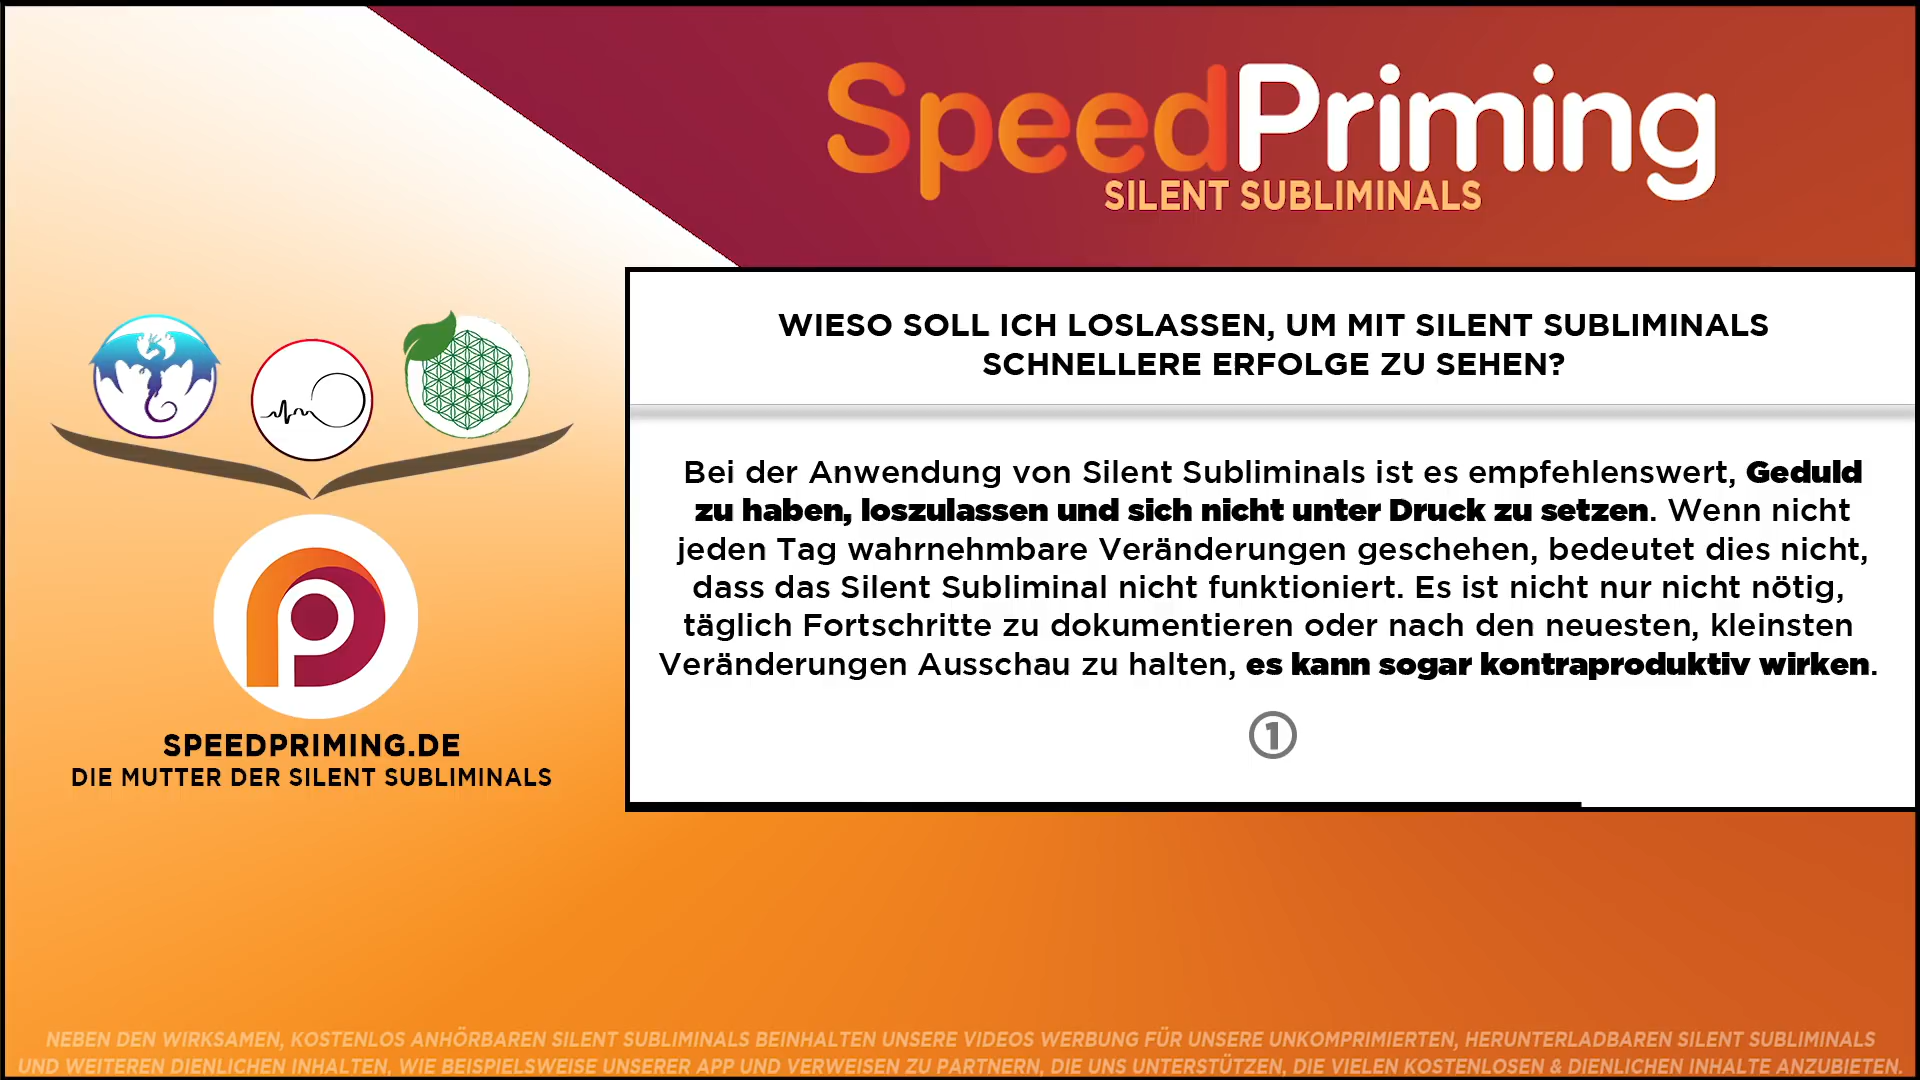 SpeedPriming
SILENT SUBLIMINALS
WIESO SOLL ICH LOSLASSEN, UM MIT SILENT SUBLIMINALS
SCHNELLERE ERFOLGE ZU SEHEN?
Bei der Anwendung von Silent Subliminals ist es empfehlenswert, Geduld
zu haben, loszulassen und sich nicht unter Druck zu setzen. Wenn nicht
jeden Tag wahrnehmbare Veränderungen geschehen, bedeutet dies nicht,
dass das Silent Subliminal nicht funktioniert. Es ist nicht nur nicht nötig,
täglich Fortschritte zu dokumentieren oder nach den neuesten, kleinsten
Veränderungen Ausschau zu halten, es kann sogar kontraproduktiv wirken.
①
SPEEDPRIMING.DE
DIE MUTTER DER SILENT SUBLIMINALS
NEBEN DEN WIRKSAMEN, KOSTENLOS ANHÖRBAREN SILENT SUBLIMINALS BEINHALTEN UNSERE VIDEOS WERBUNG FÜR UNSERE UNKOMPRIMIERTEN, HERUNTERLADBAREN SILENT SUBLIMINALS
UND WEITEREN DIENLICHEN INHALTEN, WIE BEISPIELSWEISE UNSERER APP UND VERWEISEN ZU PARTNERN, DIE UNS UNTERSTÜTZEN, DIE VIELEN KOSTENLOSEN & DIENLICHEN INHALTE ANZUBIETEN.